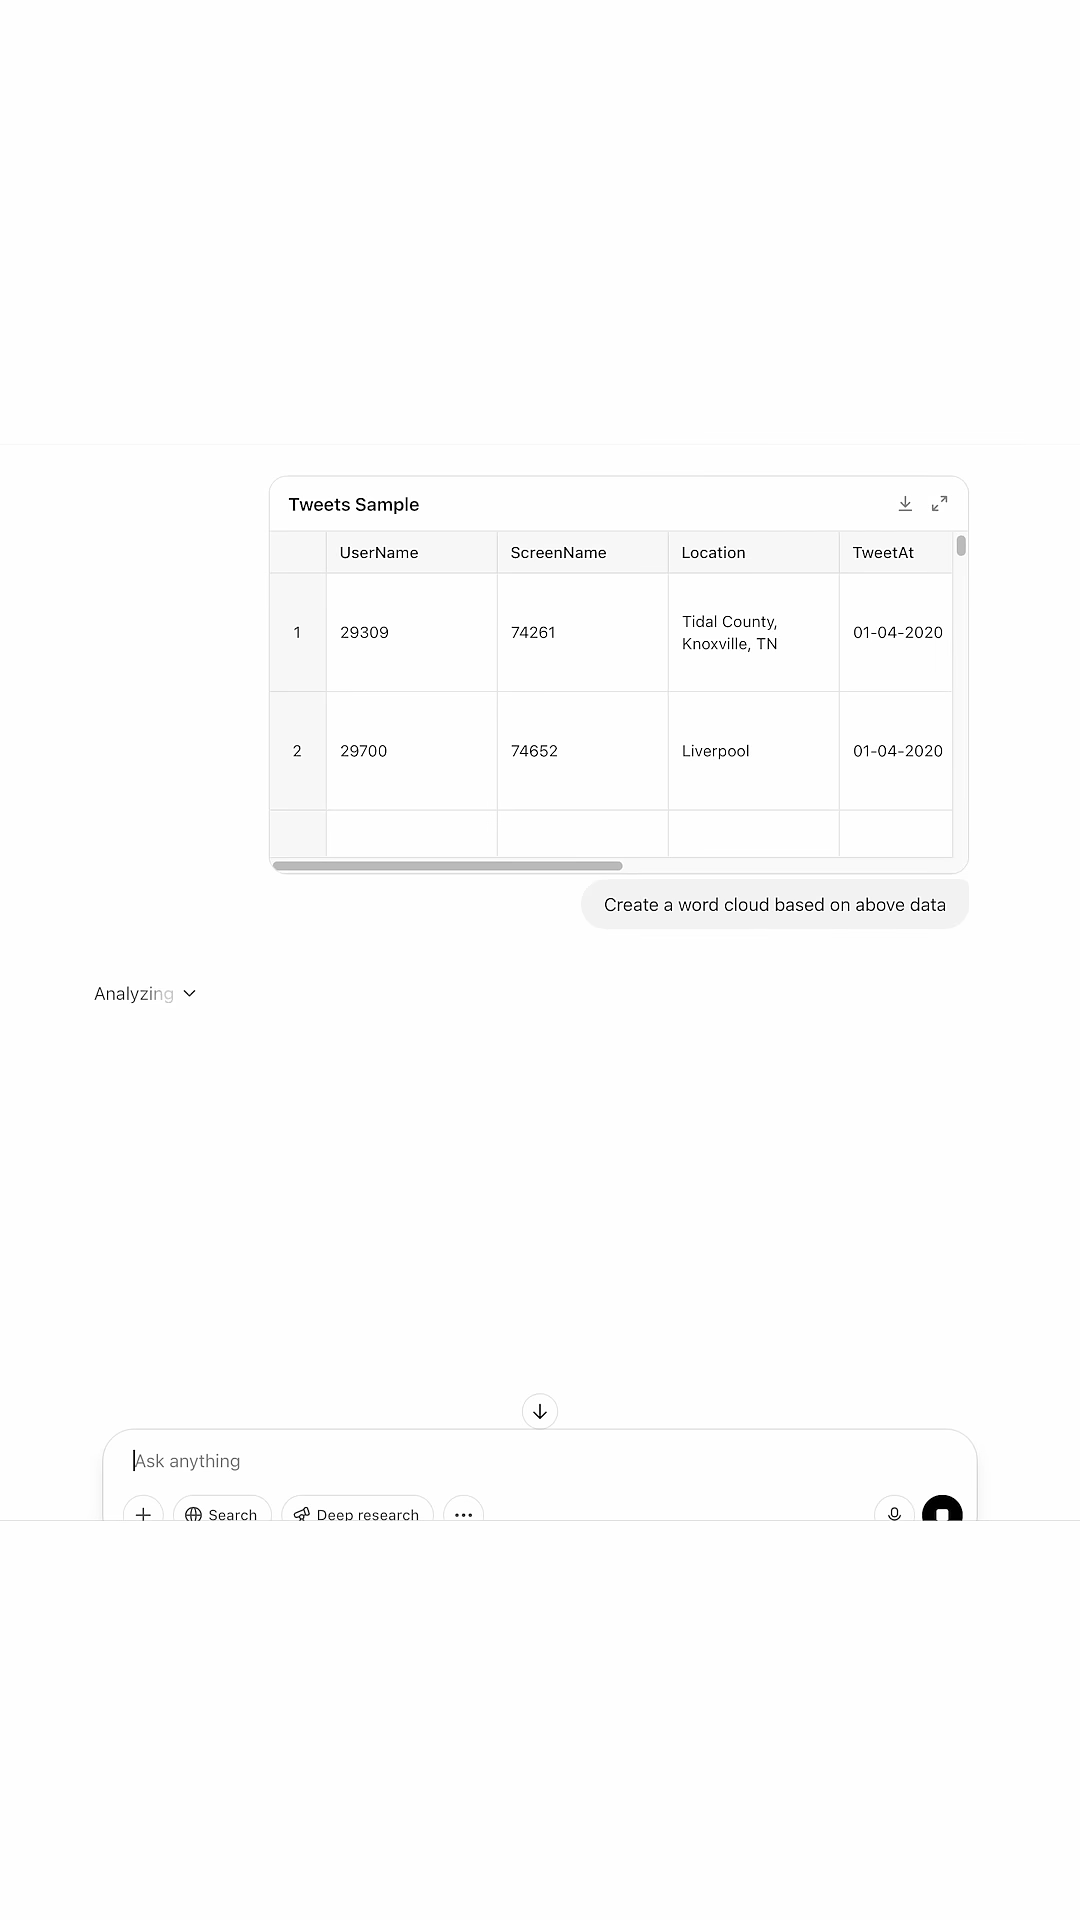 Tweets Sample
UserName ScreenName Location TweetAt
1 29309 74261 Tidal County, Knoxville, TN 01-04-2020
2 29700 74652 Liverpool 01-04-2020
Create a word cloud based on above data
Analyzing
Ask anything
Search Deep research